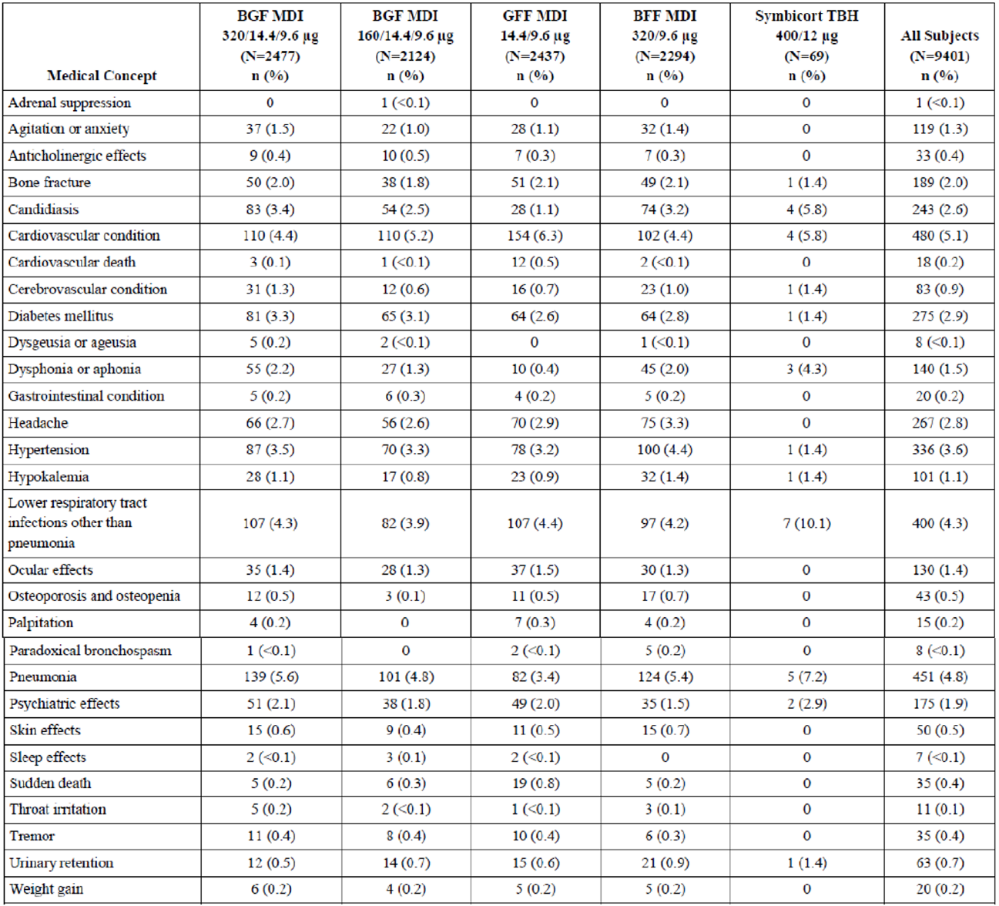 BGF MDI BGF MDI GFF MDI BFF MDI Symbicort TBH
320/14.4/9.6 µg 160/14.4/9.6 µg 14.4/9.6 µg 320/9.6 µg 400/12 µg All Subjects
(N=2477) (N=2124) (N=2437) (N=2294) (N=69) (N=9401)
Medical Concept n (%) n (%) n (%) n (%) n (%) n (%)
Adrenal suppression 0 1 (<0.1) 0 0 0 1 (<0.1)
Agitation or anxiety 37 (1.5) 22 (1.0) 28 (1.1) 32 (1.4) 0 119 (1.3)
Anticholinergic effects 9 (0.4) 10 (0.5) 7 (0.3) 7 (0.3) 0 33 (0.4)
Bone fracture 50 (2.0) 38 (1.8) 51 (2.1) 49 (2.1) 1 (1.4) 189 (2.0)
Candidiasis 83 (3.4) 54 (2.5) 28 (1.1) 74 (3.2) 4 (5.8) 243 (2.6)
Cardiovascular condition 110 (4.4) 110 (5.2) 154 (6.3) 102 (4.4) 4 (5.8) 480 (5.1)
Cardiovascular death 3 (0.1) 1 (<0.1) 12 (0.5) 2 (<0.1) 0 18 (0.2)
Cerebrovascular condition 31 (1.3) 12 (0.6) 16 (0.7) 23 (1.0) 1 (1.4) 83 (0.9)
Diabetes mellitus 81 (3.3) 65 (3.1) 64 (2.6) 64 (2.8) 1 (1.4) 275 (2.9)
Dysgeusia or ageusia 5 (0.2) 2 (<0.1) 0 1 (<0.1) 0 8 (<0.1)
Dysphonia or aphonia 55 (2.2) 27 (1.3) 10 (0.4) 45 (2.0) 3 (4.3) 140 (1.5)
Gastrointestinal condition 5 (0.2) 6 (0.3) 4 (0.2) 5 (0.2) 0 20 (0.2)
Headache 66 (2.7) 56 (2.6) 70 (2.9) 75 (3.3) 0 267 (2.8)
Hypertension 87 (3.5) 70 (3.3) 78 (3.2) 100 (4.4) 1 (1.4) 336 (3.6)
Hypokalemia 28 (1.1) 17 (0.8) 23 (0.9) 32 (1.4) 1 (1.4) 101 (1.1)
Lower respiratory tract
infections other than 107 (4.3) 82 (3.9) 107 (4.4) 97 (4.2) 7 (10.1) 400 (4.3)
pneumonia
Ocular effects 35 (1.4) 28 (1.3) 37 (1.5) 30 (1.3) 0 130 (1.4)
Osteoporosis and osteopenia 12 (0.5) 3 (0.1) 11 (0.5) 17 (0.7) 0 43 (0.5)
Palpitation 4 (0.2) 0 7 (0.3) 4 (0.2) 0 15 (0.2)
Paradoxical bronchospasm 1 (<0.1) 0 2 (<0.1) 5 (0.2) 0 8 (<0.1)
Pneumonia 139 (5.6) 101 (4.8) 82 (3.4) 124 (5.4) 5 (7.2) 451 (4.8)
Psychiatric effects 51 (2.1) 38 (1.8) 49 (2.0) 35 (1.5) 2 (2.9) 175 (1.9)
Skin effects 15 (0.6) 9 (0.4) 11 (0.5) 15 (0.7) 0 50 (0.5)
Sleep effects 2 (<0.1) 3 (0.1) 2 (<0.1) 0 0 7 (<0.1)
Sudden death 5 (0.2) 6 (0.3) 19 (0.8) 5 (0.2) 0 35 (0.4)
Throat irritation 5 (0.2) 2 (<0.1) 1 (<0.1) 3 (0.1) 0 11 (0.1)
Tremor 11 (0.4) 8 (0.4) 10 (0.4) 6 (0.3) 0 35 (0.4)
Urinary retention 12 (0.5) 14 (0.7) 15 (0.6) 21 (0.9) 1 (1.4) 63 (0.7)
Weight gain 6 (0.2) 4 (0.2) 5 (0.2) 5 (0.2) 0 20 (0.2)